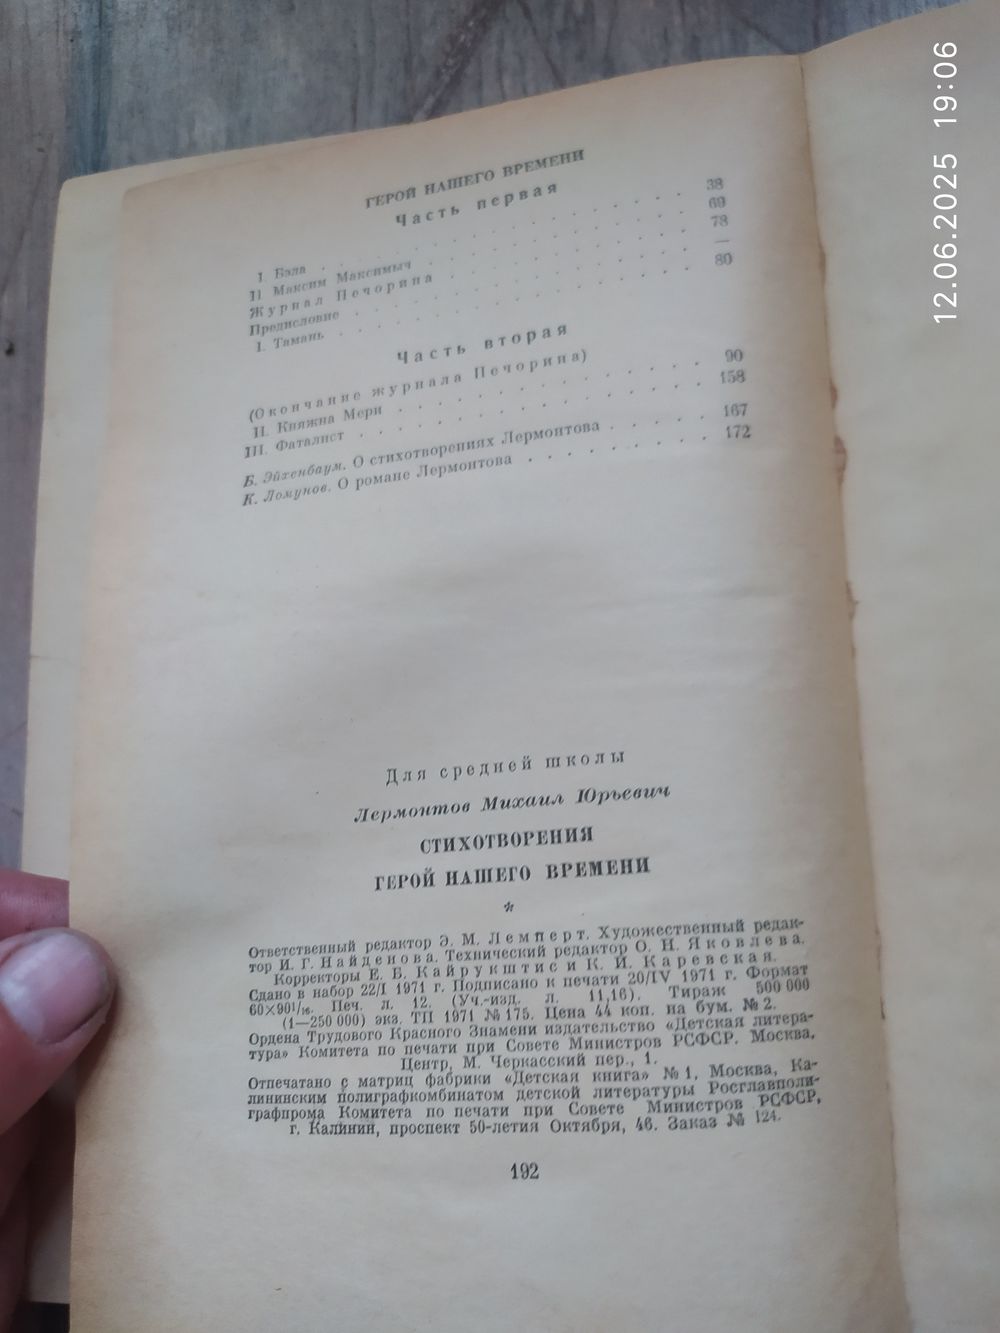 ГЕРОЙ НАШЕГО ВРЕМЕНИ
Часть первая
I. Бэла . . . . . . . . . . 38
II. Максим Максимыч . . . . . . . . . . 69
Журнал Печорина . . . . . . . . . . 78
Предисловие . . . . . . . . . . —
I. Тамань . . . . . . . . . . 80
Часть вторая
(Окончание журнала Печорина)
II. Княжна Мери . . . . . . . . . . 90
III. Фаталист . . . . . . . . . . 158
Б. Эйхенбаум. О стихотворениях Лермонтова . . . . . 167
К. Ломунов. О романе Лермонтова . . . . . . . . 172
Для средней школы
Лермонтов Михаил Юрьевич
СТИХОТВОРЕНИЯ
ГЕРОЙ НАШЕГО ВРЕМЕНИ
*
Ответственный редактор Э. М. Лемперт. Художественный редак-
тор И. Г. Найденова. Технический редактор О. Н. Яковлева.
Корректоры Е. Б. Кайрукштис и К. И. Каревская.
Сдано в набор 22/I 1971 г. Подписано к печати 20/IV 1971 г. Формат
60×90¹/₁₆. Печ. л. 12. (Уч.-изд. л. 11,16). Тираж 500 000
(1—250 000) экз. ТП 1971 № 175. Цена 44 коп. на бум. № 2.
Ордена Трудового Красного Знамени издательство «Детская литера-
тура» Комитета по печати при Совете Министров РСФСР. Москва,
Центр, М. Черкасский пер., 1.
Отпечатано с матриц фабрики «Детская книга» № 1, Москва, Ка-
лининским полиграфкомбинатом детской литературы Росглавполи-
графпрома Комитета по печати при Совете Министров РСФСР,
г. Калинин, проспект 50-летия Октября, 46. Заказ № 124.
192
12.06.2025 19:06